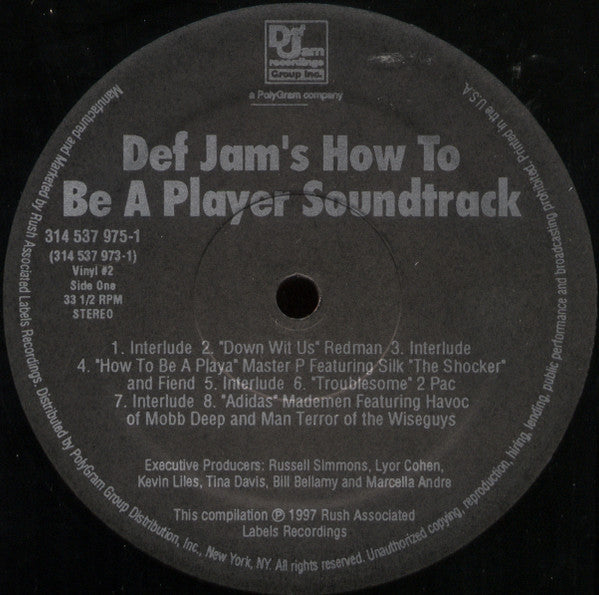 Def
Jam
recordings
Group Inc.
a PolyGram company
Def Jam's How To
Be A Player Soundtrack
314 537 975-1
(314 537 973-1)
Vinyl #2
Side One
33 1/2 RPM
STEREO
1. Interlude 2. "Down Wit Us" Redman 3. Interlude
4. "How To Be A Playa" Master P Featuring Silk "The Shocker"
and Fiend 5. Interlude 6. "Troublesome" 2 Pac
7. Interlude 8. "Adidas" Mademen Featuring Havoc
of Mobb Deep and Man Terror of the Wiseguys
Executive Producers: Russell Simmons, Lyor Cohen,
Kevin Liles, Tina Davis, Bill Bellamy and Marcella Andre
This compilation ℗ 1997 Rush Associated
Labels Recordings
Manufactured and Marketed by Rush Associated Labels Recordings. Distributed by PolyGram Group Distribution, Inc., New York, NY. All rights reserved. Unauthorized copying, reproduction, hiring, lending, public performance and broadcasting prohibited. Printed in the U.S.A.